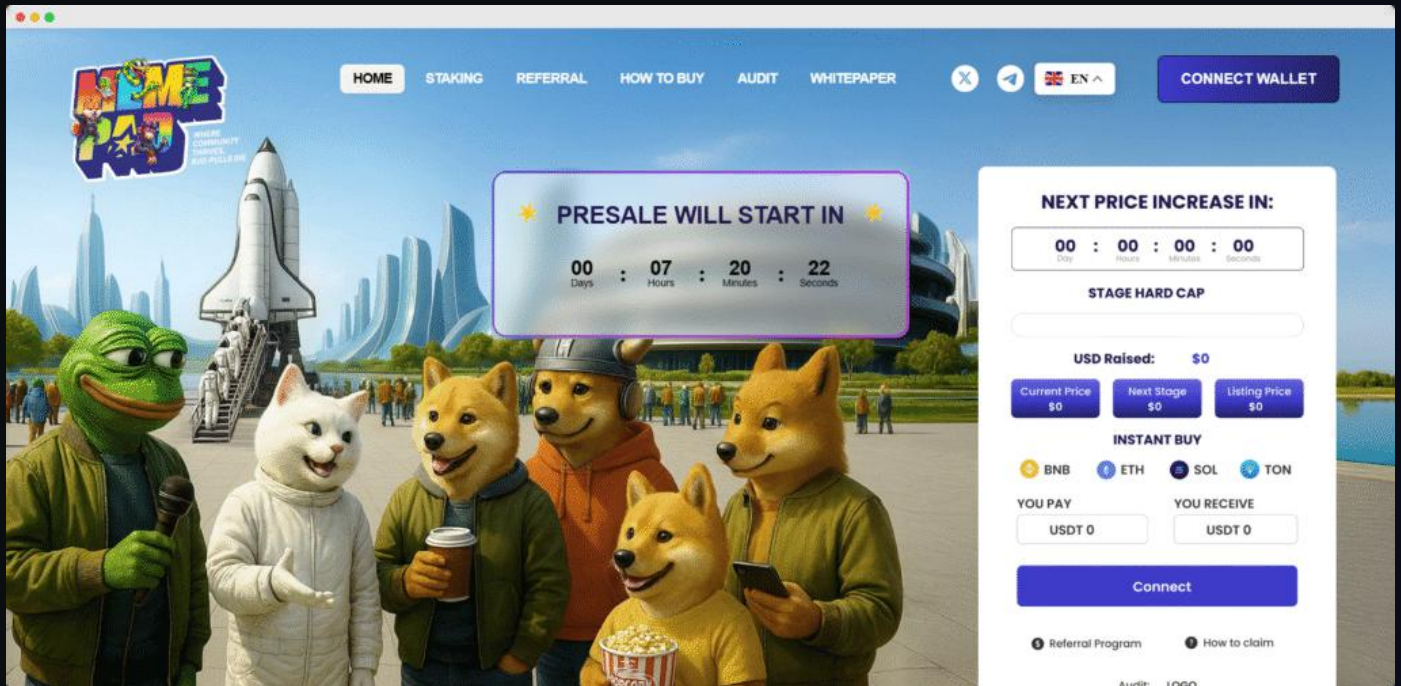 MEME
PAD
WHERE
COMMUNITY
THRIVES,
RUG-PULLS DIE
HOME
STAKING
REFERRAL
HOW TO BUY
AUDIT
WHITEPAPER
EN
CONNECT WALLET
PRESALE WILL START IN
00 : 07 : 20 : 22
Days Hours Minutes Seconds
NEXT PRICE INCREASE IN:
00 : 00 : 00 : 00
Day Hours Minutes Seconds
STAGE HARD CAP
USD Raised: $0
Current Price Next Stage Listing Price
$0 $0 $0
INSTANT BUY
BNB ETH SOL TON
YOU PAY YOU RECEIVE
USDT 0 USDT 0
Connect
Referral Program How to claim
Audit: LOGO
POPCORN